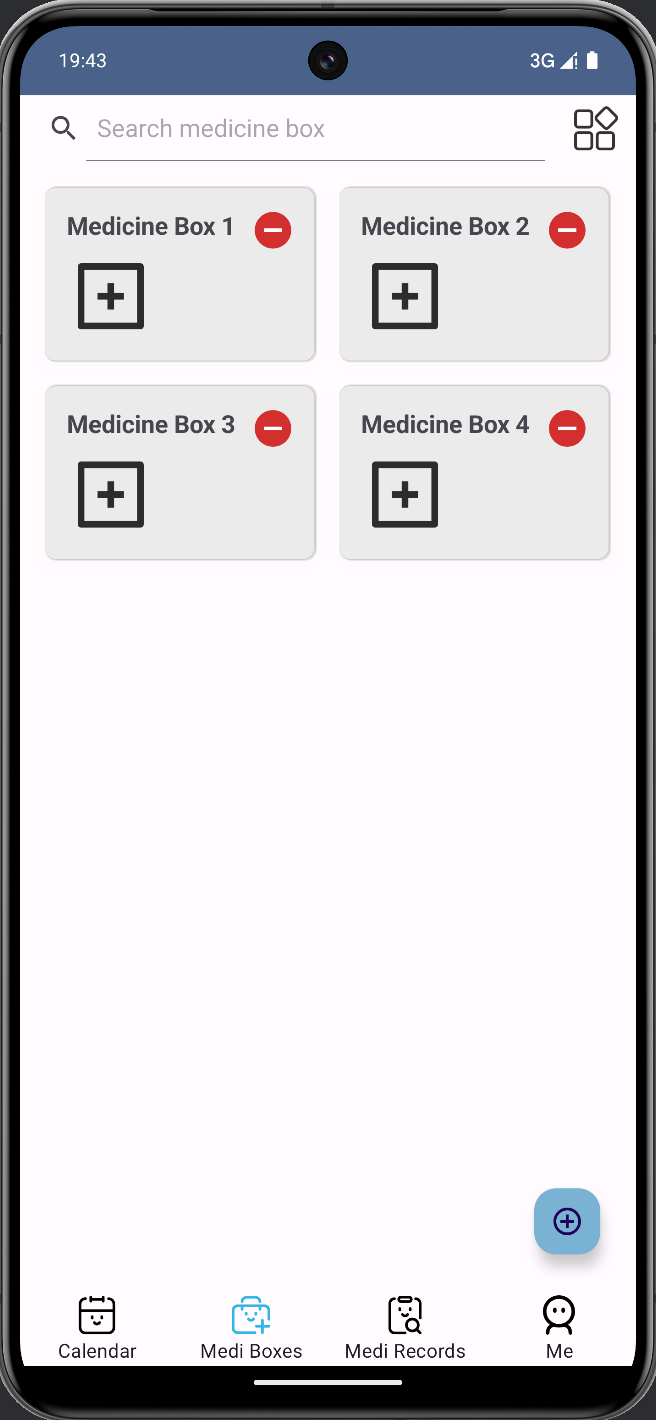 19:43 3G
Search medicine box
Medicine Box 1 Medicine Box 2
Medicine Box 3 Medicine Box 4
Calendar Medi Boxes Medi Records Me